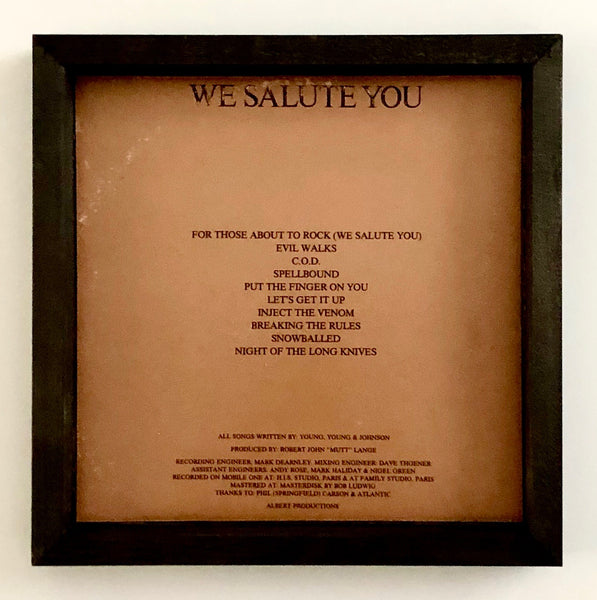 WE SALUTE YOU
FOR THOSE ABOUT TO ROCK (WE SALUTE YOU)
EVIL WALKS
C.O.D.
SPELLBOUND
PUT THE FINGER ON YOU
LET'S GET IT UP
INJECT THE VENOM
BREAKING THE RULES
SNOWBALLED
NIGHT OF THE LONG KNIVES
ALL SONGS WRITTEN BY: YOUNG, YOUNG & JOHNSON
PRODUCED BY: ROBERT JOHN "MUTT" LANGE
RECORDING ENGINEER: MARK DEARNLEY. MIXING ENGINEER: DAVE THOENER
ASSISTANT ENGINEERS: ANDY ROSE, MARK HALIDAY & NIGEL GREEN
RECORDED ON MOBILE ONE AT: H.I.S. STUDIO, PARIS & AT FAMILY STUDIO, PARIS
MASTERED AT: MASTERDISK BY BOB LUDWIG
THANKS TO: PHIL (SPRINGFIELD) CARSON & ATLANTIC
ALBERT PRODUCTIONS